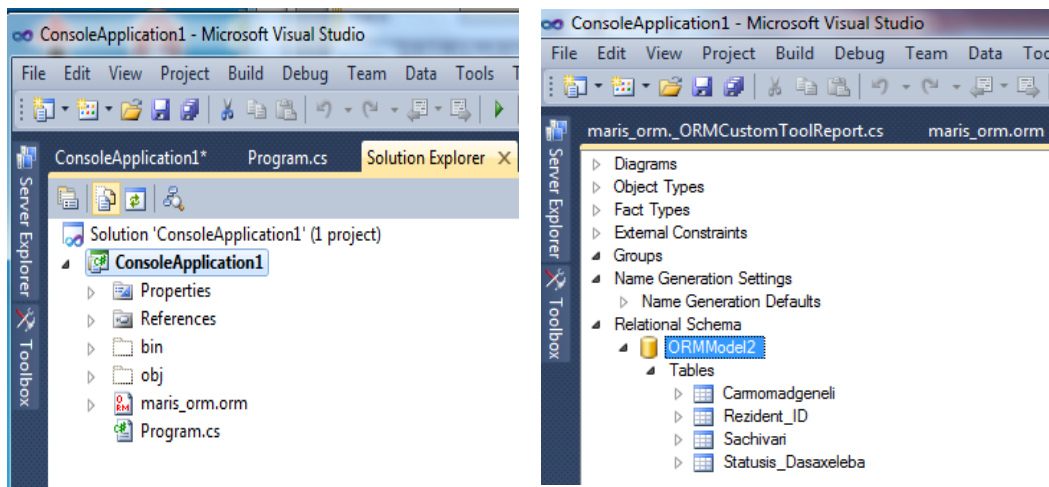 ConsoleApplication1 - Microsoft Visual Studio
File Edit View Project Build Debug Team Data Tools
ConsoleApplication1* Program.cs Solution Explorer
Server Explorer
Toolbox
Solution 'ConsoleApplication1' (1 project)
ConsoleApplication1
Properties
References
bin
obj
maris_orm.orm
Program.cs
ConsoleApplication1 - Microsoft Visual Studio
File Edit View Project Build Debug Team Data
maris_orm._ORMCustomToolReport.cs maris_orm.orm
Server Explorer
Toolbox
Diagrams
Object Types
Fact Types
External Constraints
Groups
Name Generation Settings
Name Generation Defaults
Relational Schema
ORMModel2
Tables
Carmomadgeneli
Rezident_ID
Sachivari
Statusis_Dasaxeleba